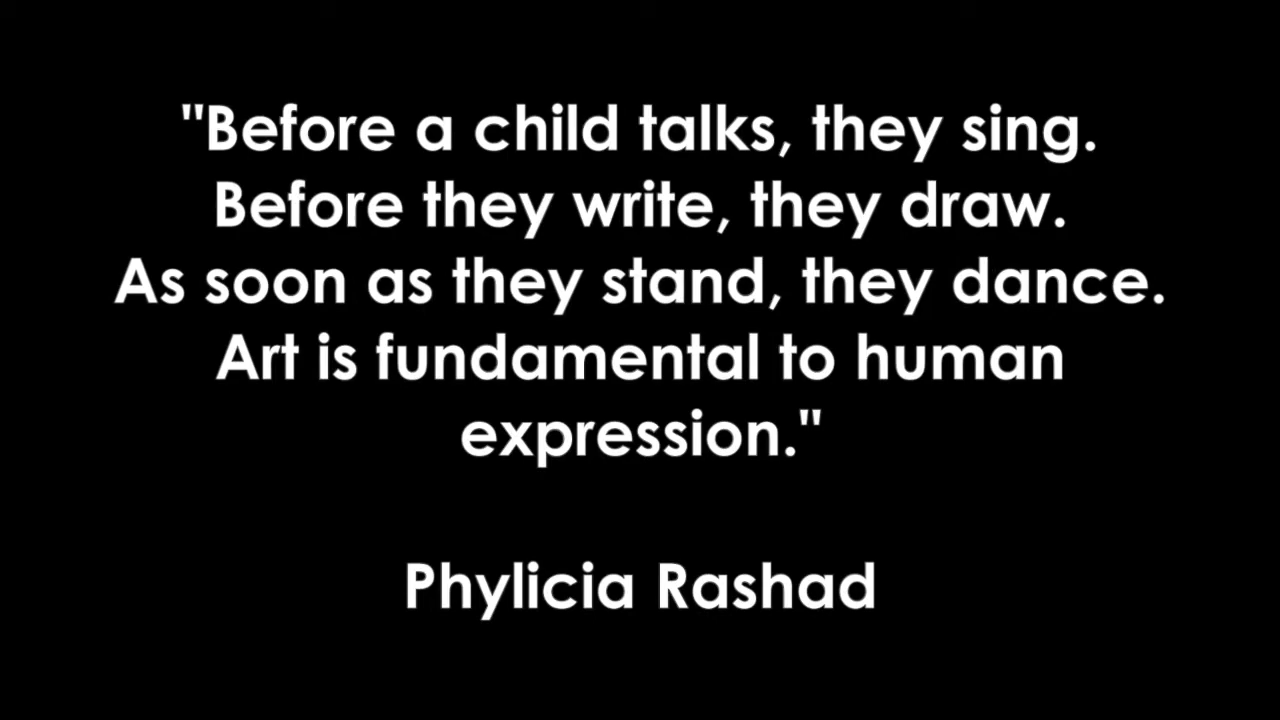 "Before a child talks, they sing.
Before they write, they draw.
As soon as they stand, they dance.
Art is fundamental to human
expression."
Phylicia Rashad